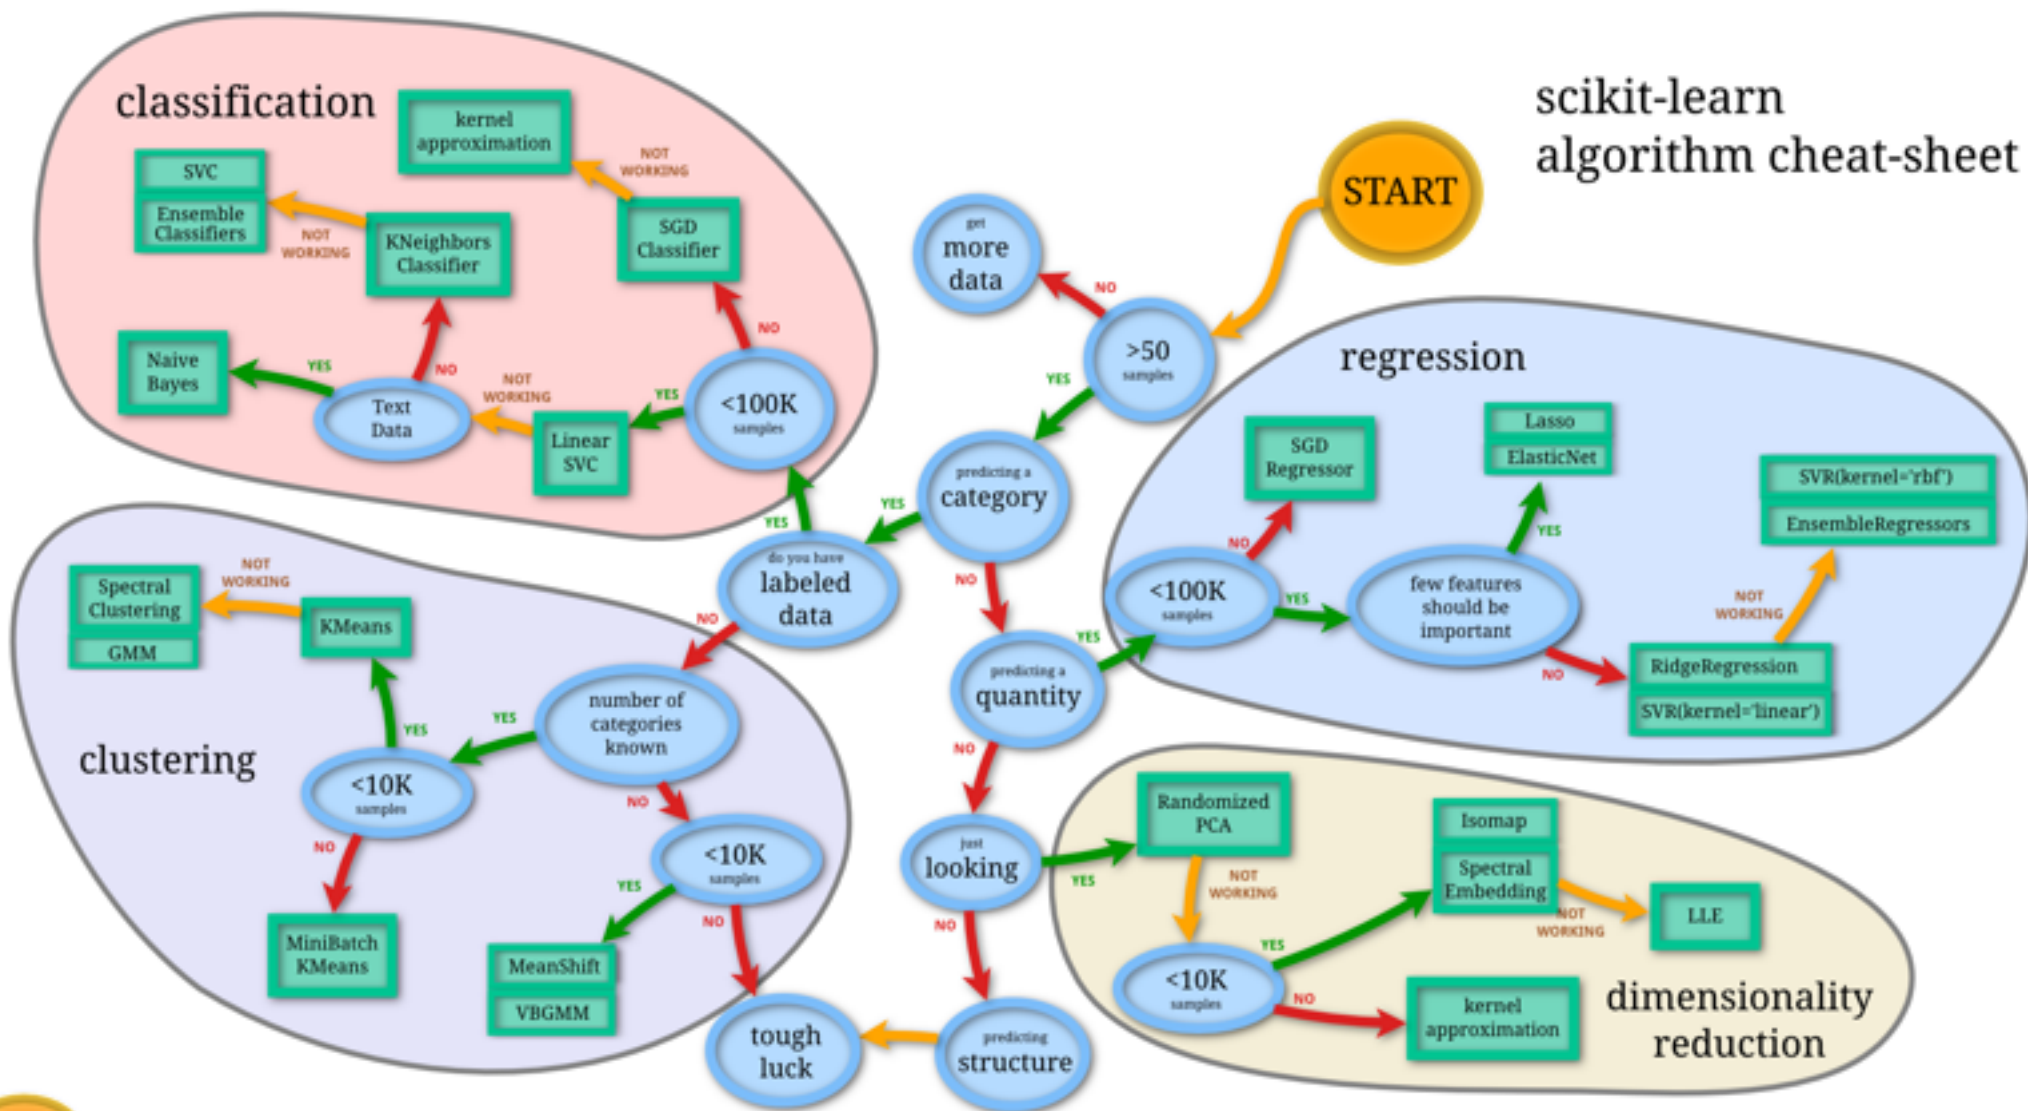 scikit-learn
algorithm cheat-sheet
START
get
more
data
NO
>50
samples
YES
predicting a
category
YES
NO
do you have
labeled
data
YES
NO
predicting a
quantity
YES
NO
just
looking
YES
NO
predicting
structure
tough
luck
classification
kernel
approximation
NOT
WORKING
SVC
Ensemble
Classifiers
NOT
WORKING
KNeighbors
Classifier
SGD
Classifier
NO
Naive
Bayes
YES
NO
Text
Data
NOT
WORKING
Linear
SVC
YES
<100K
samples
regression
SGD
Regressor
NO
<100K
samples
YES
Lasso
ElasticNet
YES
few features
should be
important
NO
SVR(kernel='rbf')
EnsembleRegressors
NOT
WORKING
RidgeRegression
SVR(kernel='linear')
clustering
Spectral
Clustering
GMM
NOT
WORKING
KMeans
YES
<10K
samples
NO
MiniBatch
KMeans
YES
number of
categories
known
NO
<10K
samples
YES
NO
MeanShift
VBGMM
Randomized
PCA
NOT
WORKING
<10K
samples
YES
NO
Isomap
Spectral
Embedding
NOT
WORKING
LLE
kernel
approximation
dimensionality
reduction